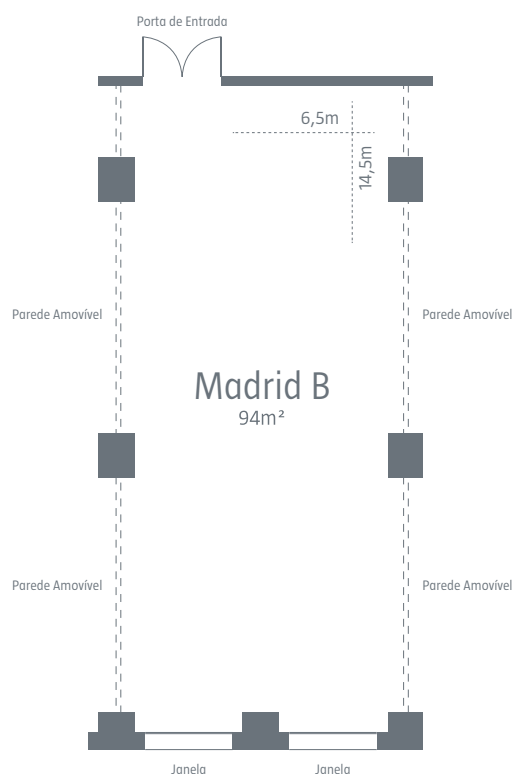 Porta de Entrada
6,5m
14,5m
Parede Amovível
Parede Amovível
Madrid B
94m²
Parede Amovível
Parede Amovível
Janela
Janela